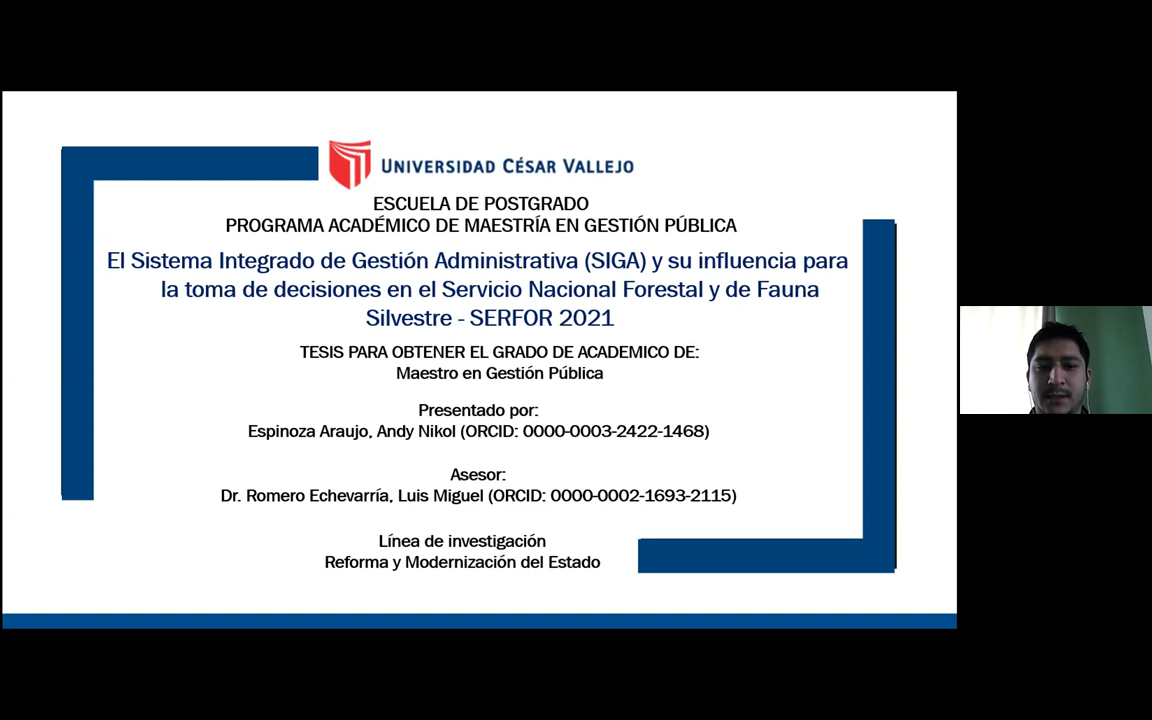 UNIVERSIDAD CÉSAR VALLEJO
ESCUELA DE POSTGRADO
PROGRAMA ACADÉMICO DE MAESTRÍA EN GESTIÓN PÚBLICA
El Sistema Integrado de Gestión Administrativa (SIGA) y su influencia para
la toma de decisiones en el Servicio Nacional Forestal y de Fauna
Silvestre - SERFOR 2021
TESIS PARA OBTENER EL GRADO DE ACADEMICO DE:
Maestro en Gestión Pública
Presentado por:
Espinoza Araujo, Andy Nikol (ORCID: 0000-0003-2422-1468)
Asesor:
Dr. Romero Echevarría, Luis Miguel (ORCID: 0000-0002-1693-2115)
Línea de investigación
Reforma y Modernización del Estado